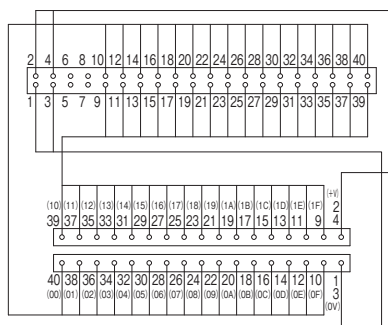 2 4 6 8 10 12 14 16 18 20 22 24 26 28 30 32 34 36 38 40
1 3 5 7 9 11 13 15 17 19 21 23 25 27 29 31 33 35 37 39
(10) (11) (12) (13) (14) (15) (16) (17) (18) (19) (1A) (1B) (1C) (1D) (1E) (1F) (+V)
2
39 37 35 33 31 29 27 25 23 21 19 17 15 13 11 9 4
40 38 36 34 32 30 28 26 24 22 20 18 16 14 12 10 1
(00) (01) (02) (03) (04) (05) (06) (07) (08) (09) (0A) (0B) (0C) (0D) (0E) (0F) 3
(0V)